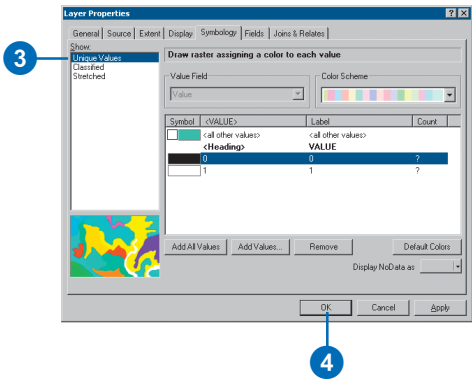 Layer Properties
General Source Extent Display Symbology Fields Joins & Relates
Show:
Unique Values
Classified
Stretched
3
Draw raster assigning a color to each value
Value Field
Value
Color Scheme
Symbol <VALUE> Label Count
<all other values> <all other values>
<Heading> VALUE
0 0 ?
1 1 ?
Add All Values Add Values... Remove Default Colors
Display NoData as
OK Cancel Apply
4